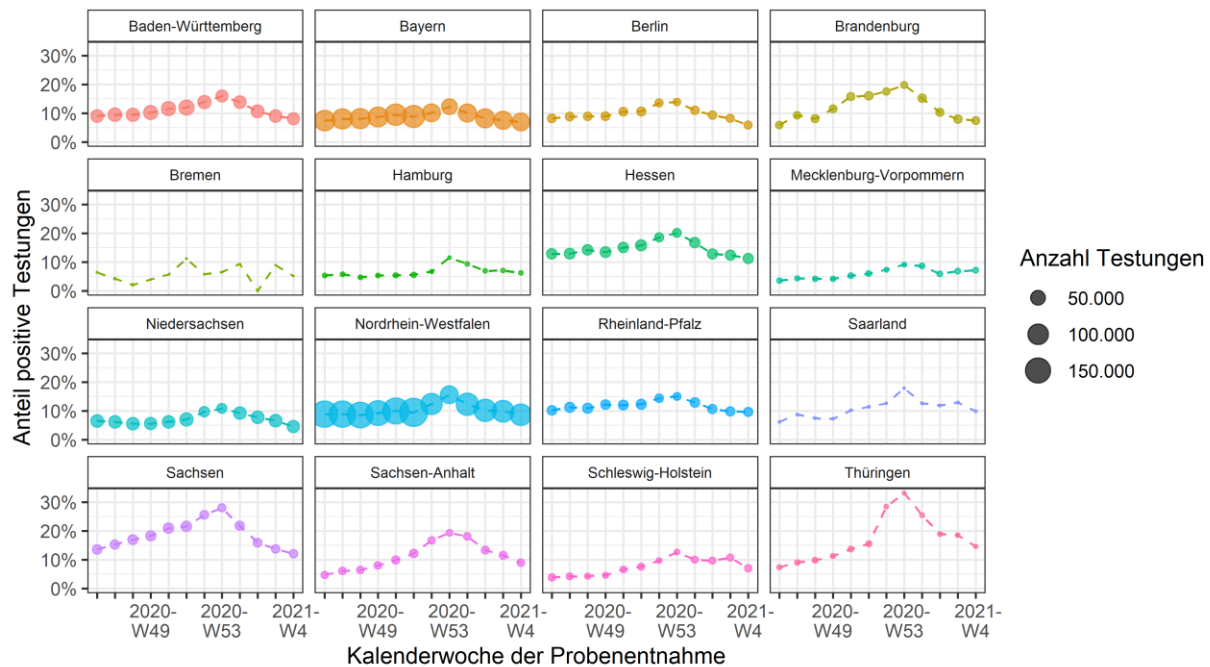 Baden-Württemberg
Bayern
Berlin
Brandenburg
30%
20%
10%
0%
Bremen
Hamburg
Hessen
Mecklenburg-Vorpommern
30%
20%
10%
0%
Niedersachsen
Nordrhein-Westfalen
Rheinland-Pfalz
Saarland
30%
20%
10%
0%
Sachsen
Sachsen-Anhalt
Schleswig-Holstein
Thüringen
30%
20%
10%
0%
2020-
W49
2020-
W53
2021-
W4
2020-
W49
2020-
W53
2021-
W4
2020-
W49
2020-
W53
2021-
W4
2020-
W49
2020-
W53
2021-
W4
Kalenderwoche der Probenentnahme
Anteil positive Testungen
Anzahl Testungen
50.000
100.000
150.000